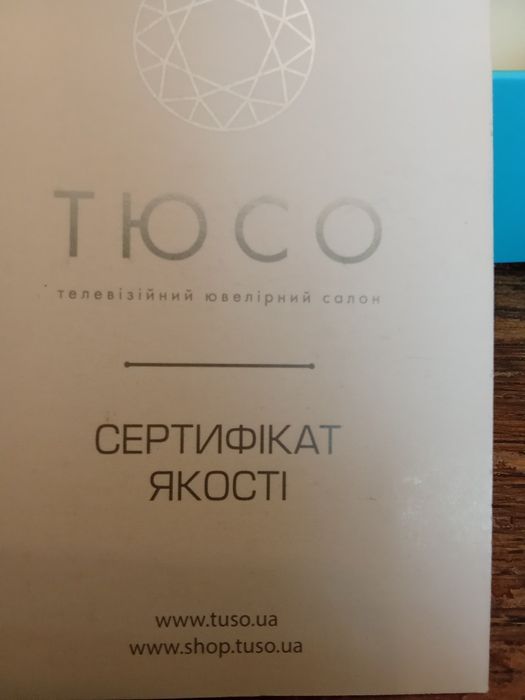 ТЮСО
телевізійний ювелірний салон
СЕРТИФІКАТ
ЯКОСТІ
www.tuso.ua
www.shop.tuso.ua